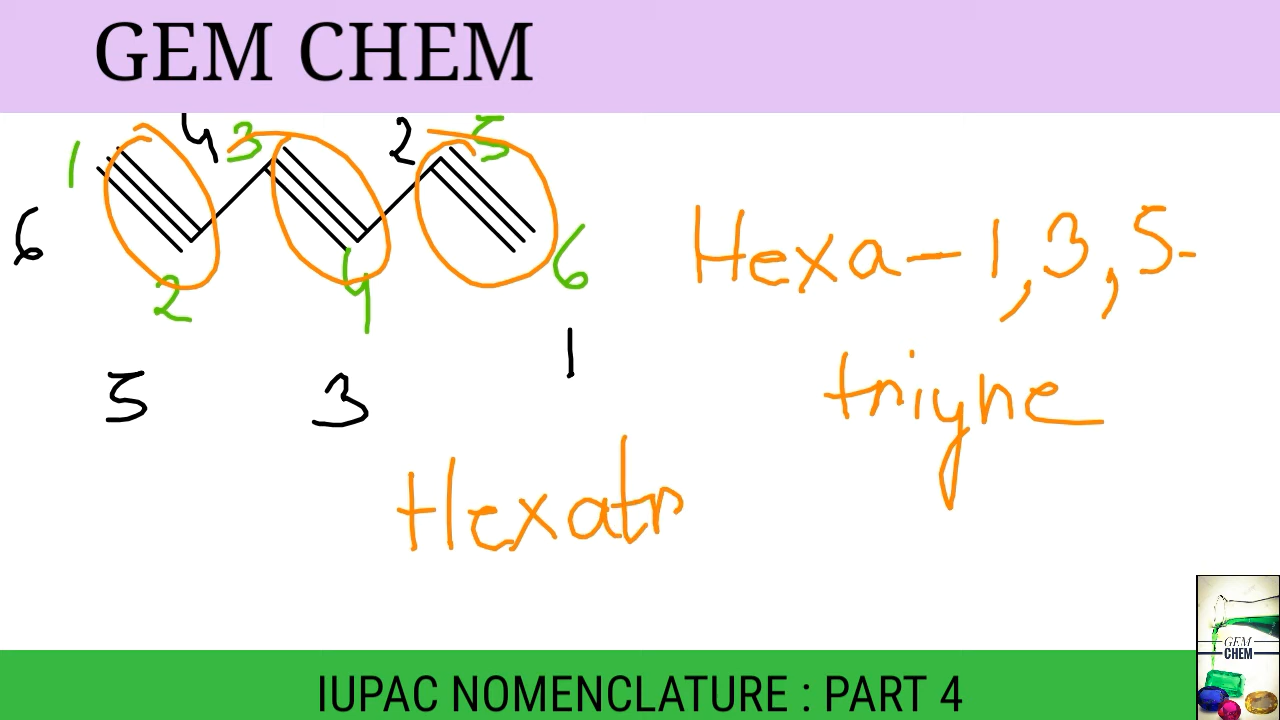 GEM CHEM
4 3 2 5
1
6
2 4 6
1
5 3
Hexa-1,3,5-
triyne
Hexatr
GEM
CHEM
IUPAC NOMENCLATURE : PART 4